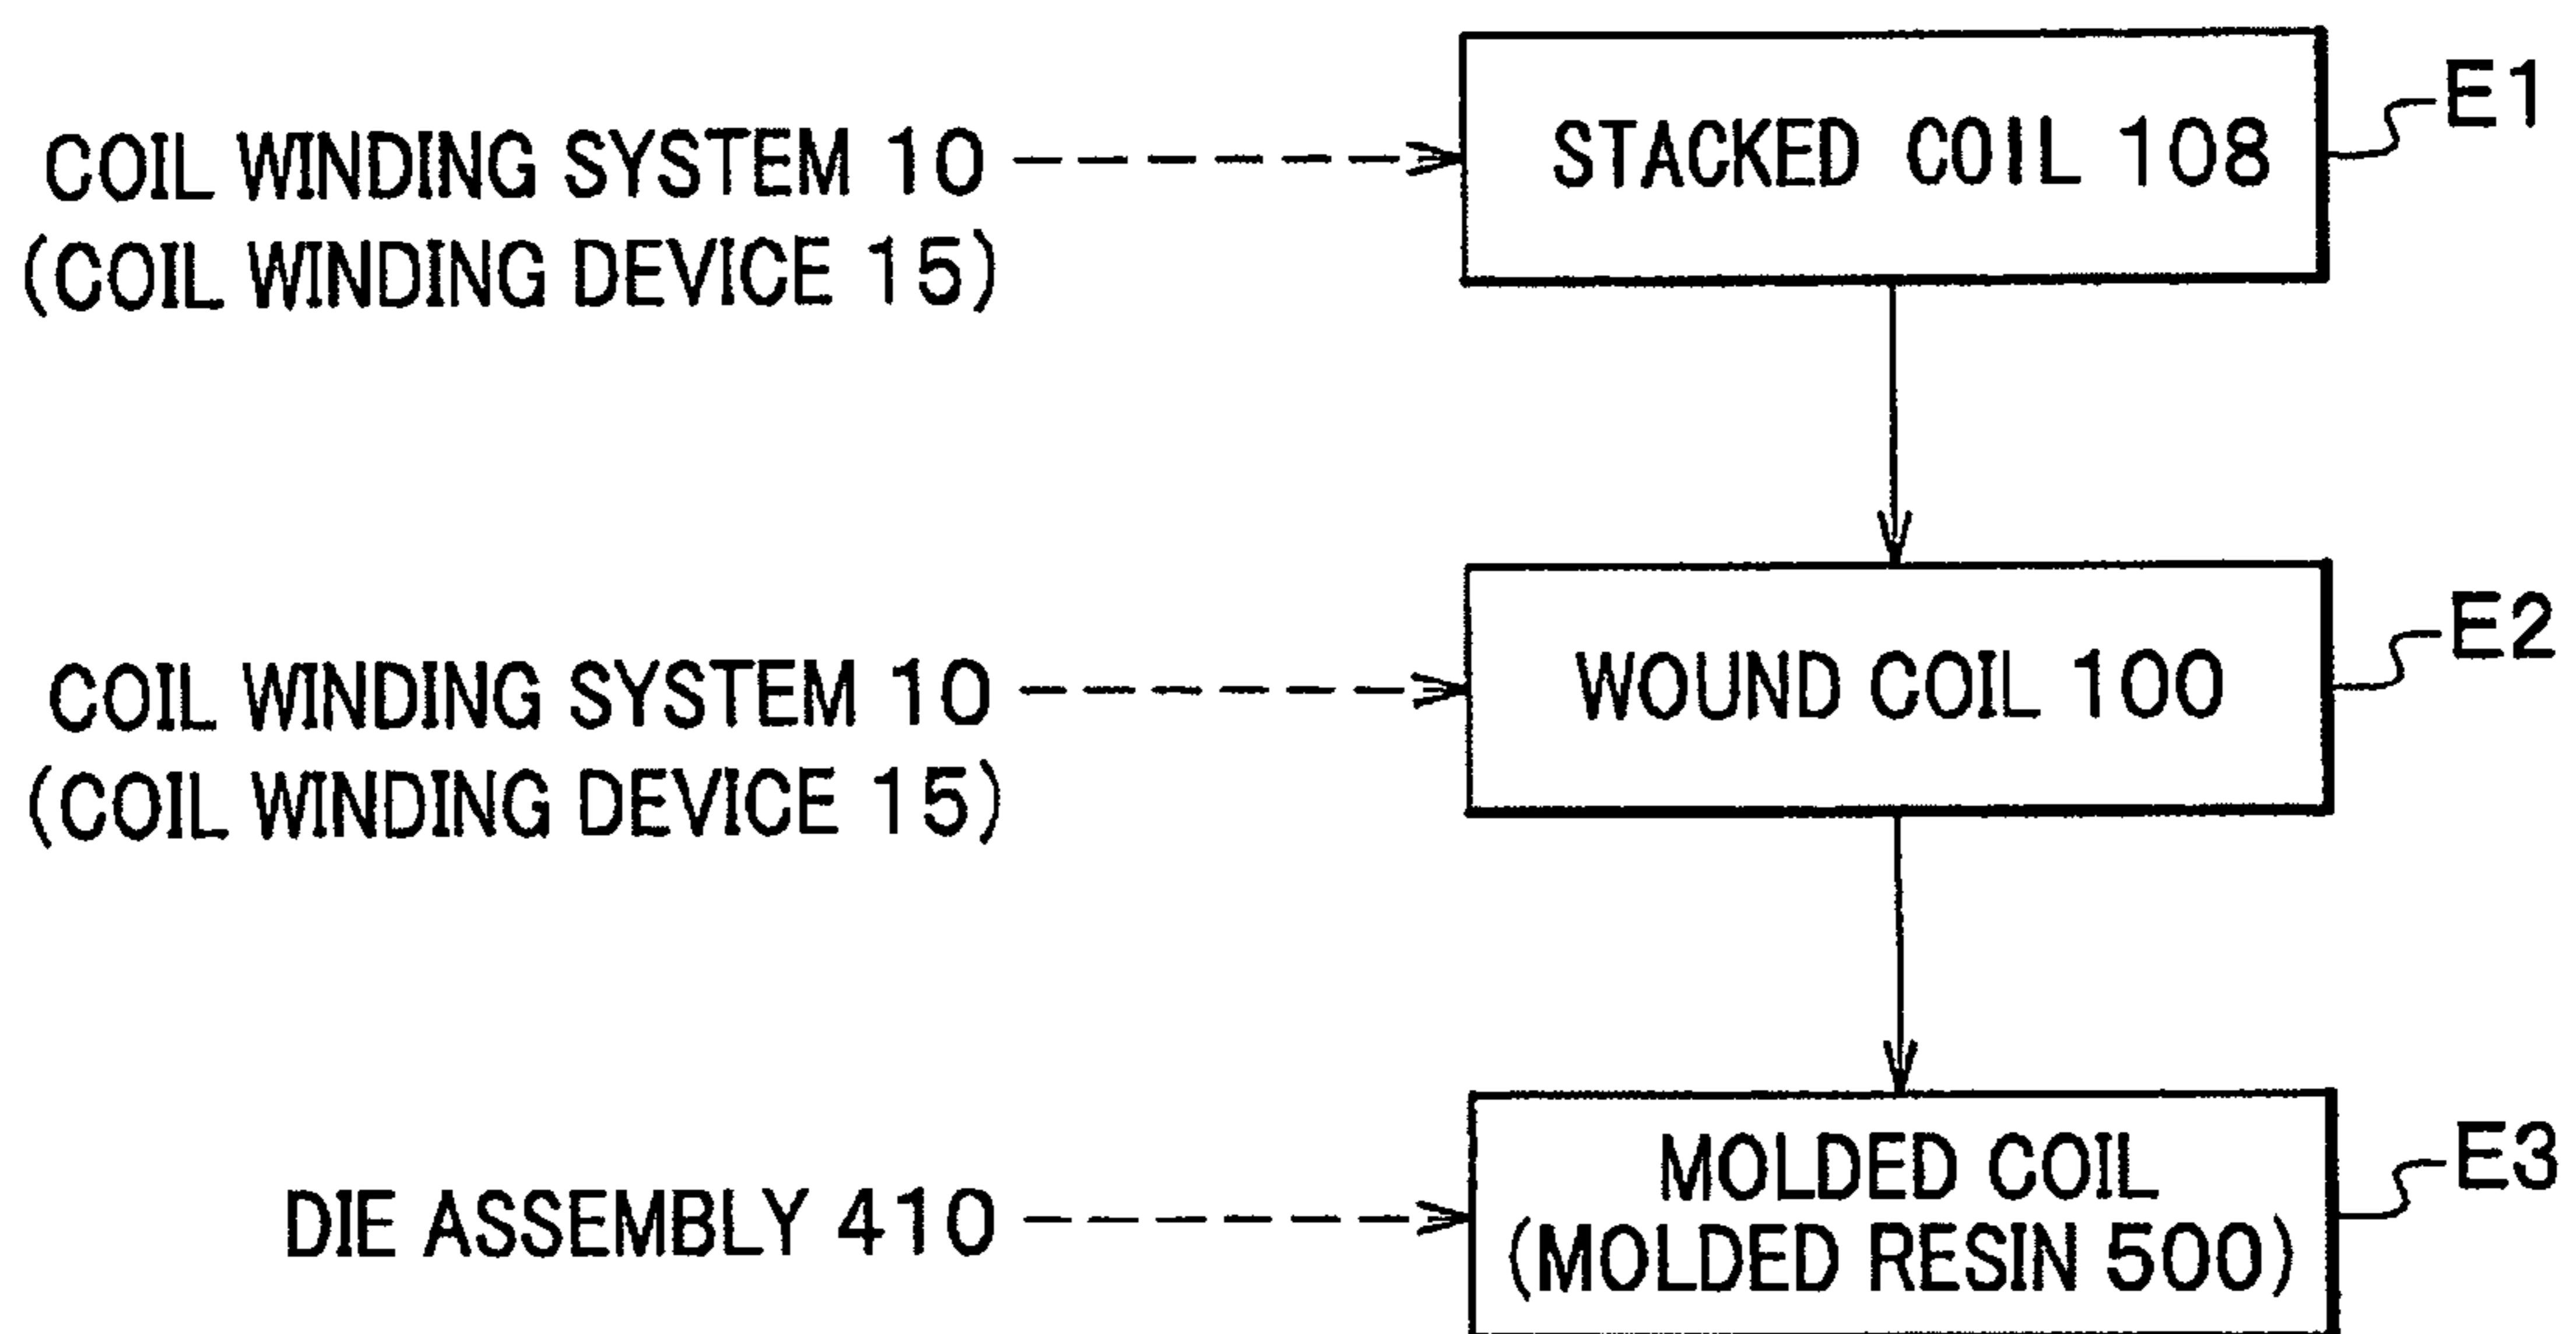 COIL WINDING SYSTEM 10
(COIL WINDING DEVICE 15)
STACKED COIL 108
E1
COIL WINDING SYSTEM 10
(COIL WINDING DEVICE 15)
WOUND COIL 100
E2
DIE ASSEMBLY 410
MOLDED COIL
(MOLDED RESIN 500)
E3